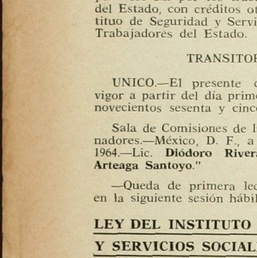 del Estado, con créditos ot
tituo de Seguridad y Servi
Trabajadores del Estado.
TRANSITOR
UNICO.—El presente d
vigor a partir del día prime
novecientos sesenta y cinc
Sala de Comisiones de l
nadores.—México, D. F., a
1964.—Lic. Diódoro Rivera
Arteaga Santoyo."
—Queda de primera lec
en la siguiente sesión hábi
LEY DEL INSTITUTO
Y SERVICIOS SOCIAL